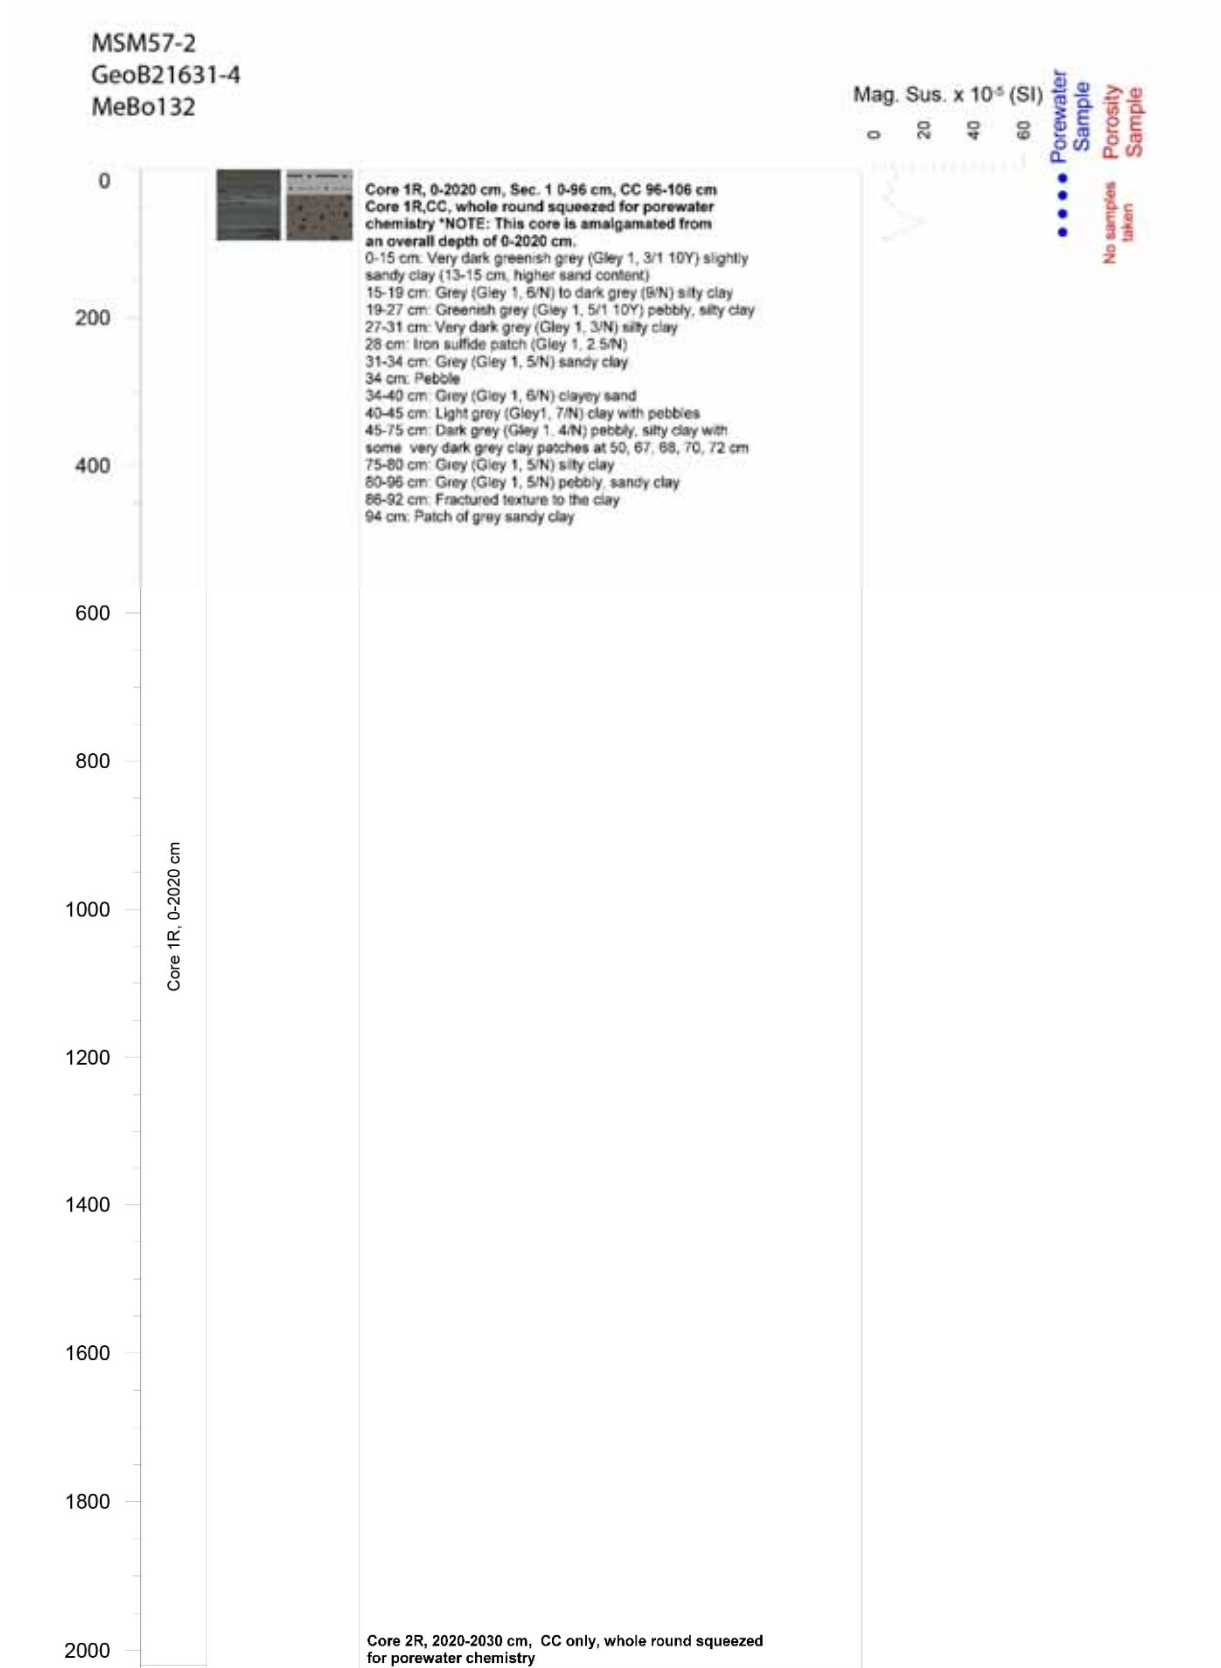 MSM57-2
GeoB21631-4
MeBo132
Mag. Sus. x 10⁻⁵ (SI)
0
20
40
60
Porewater
Sample
Porosity
Sample
No samples
taken
0
200
400
600
800
1000
1200
1400
1600
1800
2000
Core 1R, 0-2020 cm
Core 1R, 0-2020 cm, Sec. 1 0-96 cm, CC 96-106 cm
Core 1R,CC, whole round squeezed for porewater
chemistry *NOTE: This core is amalgamated from
an overall depth of 0-2020 cm.
0-15 cm: Very dark greenish grey (Gley 1, 3/1 10Y) slightly
sandy clay (13-15 cm, higher sand content)
15-19 cm: Grey (Gley 1, 6/N) to dark grey (9/N) silty clay
19-27 cm: Greenish grey (Gley 1, 5/1 10Y) pebbly, silty clay
27-31 cm: Very dark grey (Gley 1, 3/N) silty clay
28 cm: Iron sulfide patch (Gley 1, 2.5/N)
31-34 cm: Grey (Gley 1, 5/N) sandy clay
34 cm: Pebble
34-40 cm: Grey (Gley 1, 6/N) clayey sand
40-45 cm: Light grey (Gley1, 7/N) clay with pebbles
45-75 cm: Dark grey (Gley 1, 4/N) pebbly, silty clay with
some very dark grey clay patches at 50, 67, 68, 70, 72 cm
75-80 cm: Grey (Gley 1, 5/N) silty clay
80-96 cm: Grey (Gley 1, 5/N) pebbly, sandy clay
86-92 cm: Fractured texture to the clay
94 cm: Patch of grey sandy clay
Core 2R, 2020-2030 cm, CC only, whole round squeezed
for porewater chemistry